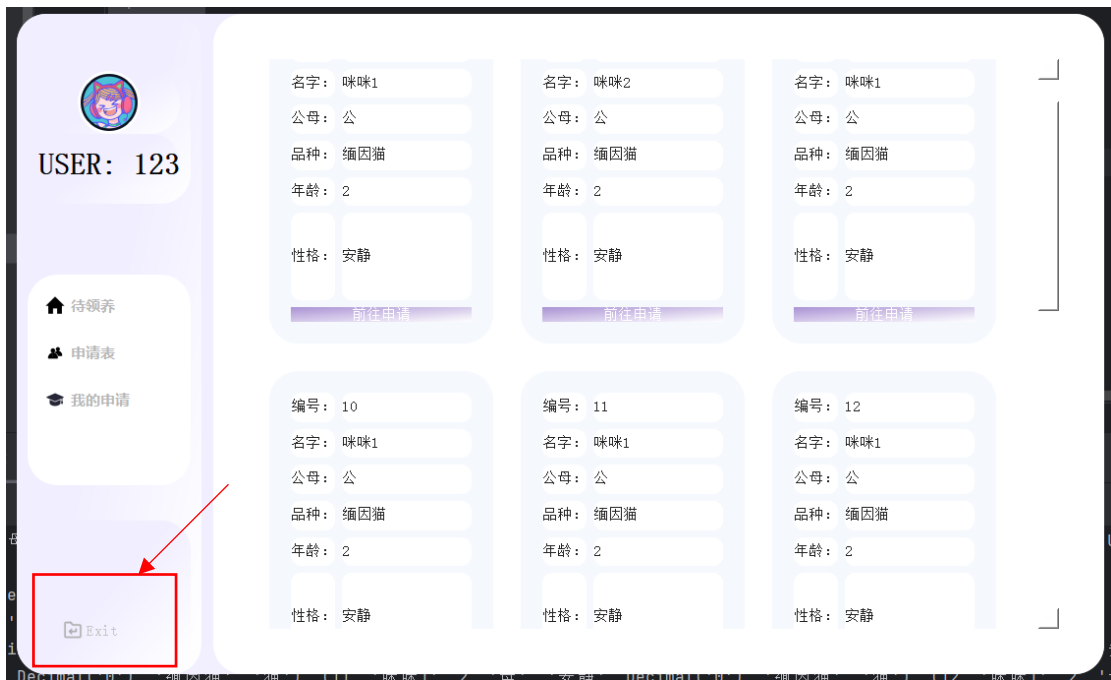 USER: 123
待领养
申请表
我的申请
Exit
名字: 咪咪1
公母: 公
品种: 缅因猫
年龄: 2
性格: 安静
前往申请
名字: 咪咪2
公母: 公
品种: 缅因猫
年龄: 2
性格: 安静
前往申请
名字: 咪咪1
公母: 公
品种: 缅因猫
年龄: 2
性格: 安静
前往申请
编号: 10
名字: 咪咪1
公母: 公
品种: 缅因猫
年龄: 2
性格: 安静
编号: 11
名字: 咪咪1
公母: 公
品种: 缅因猫
年龄: 2
性格: 安静
编号: 12
名字: 咪咪1
公母: 公
品种: 缅因猫
年龄: 2
性格: 安静